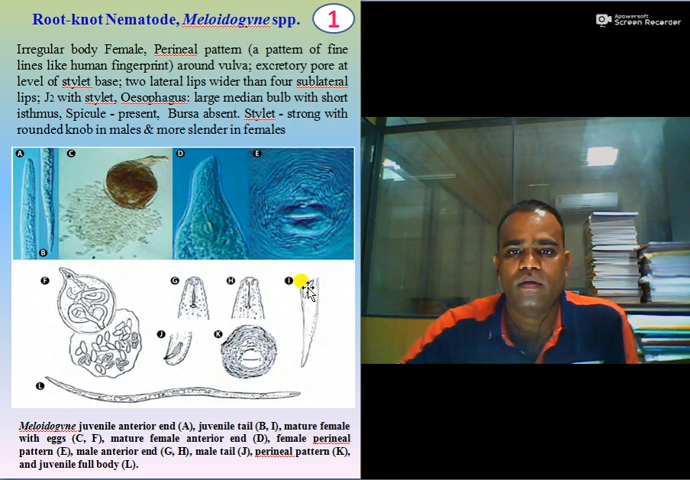 Root-knot Nematode, Meloidogyne spp.
1
Irregular body Female, Perineal pattern (a pattern of fine
lines like human fingerprint) around vulva; excretory pore at
level of stylet base; two lateral lips wider than four sublateral
lips; J2 with stylet, Oesophagus: large median bulb with short
isthmus, Spicule - present, Bursa absent. Stylet - strong with
rounded knob in males & more slender in females
A
C
D
E
B
F
G
H
I
J
K
L
Meloidogyne juvenile anterior end (A), juvenile tail (B, I), mature female
with eggs (C, F), mature female anterior end (D), female perineal
pattern (E), male anterior end (G, H), male tail (J), perineal pattern (K),
and juvenile full body (L).
Apowersoft
Screen Recorder